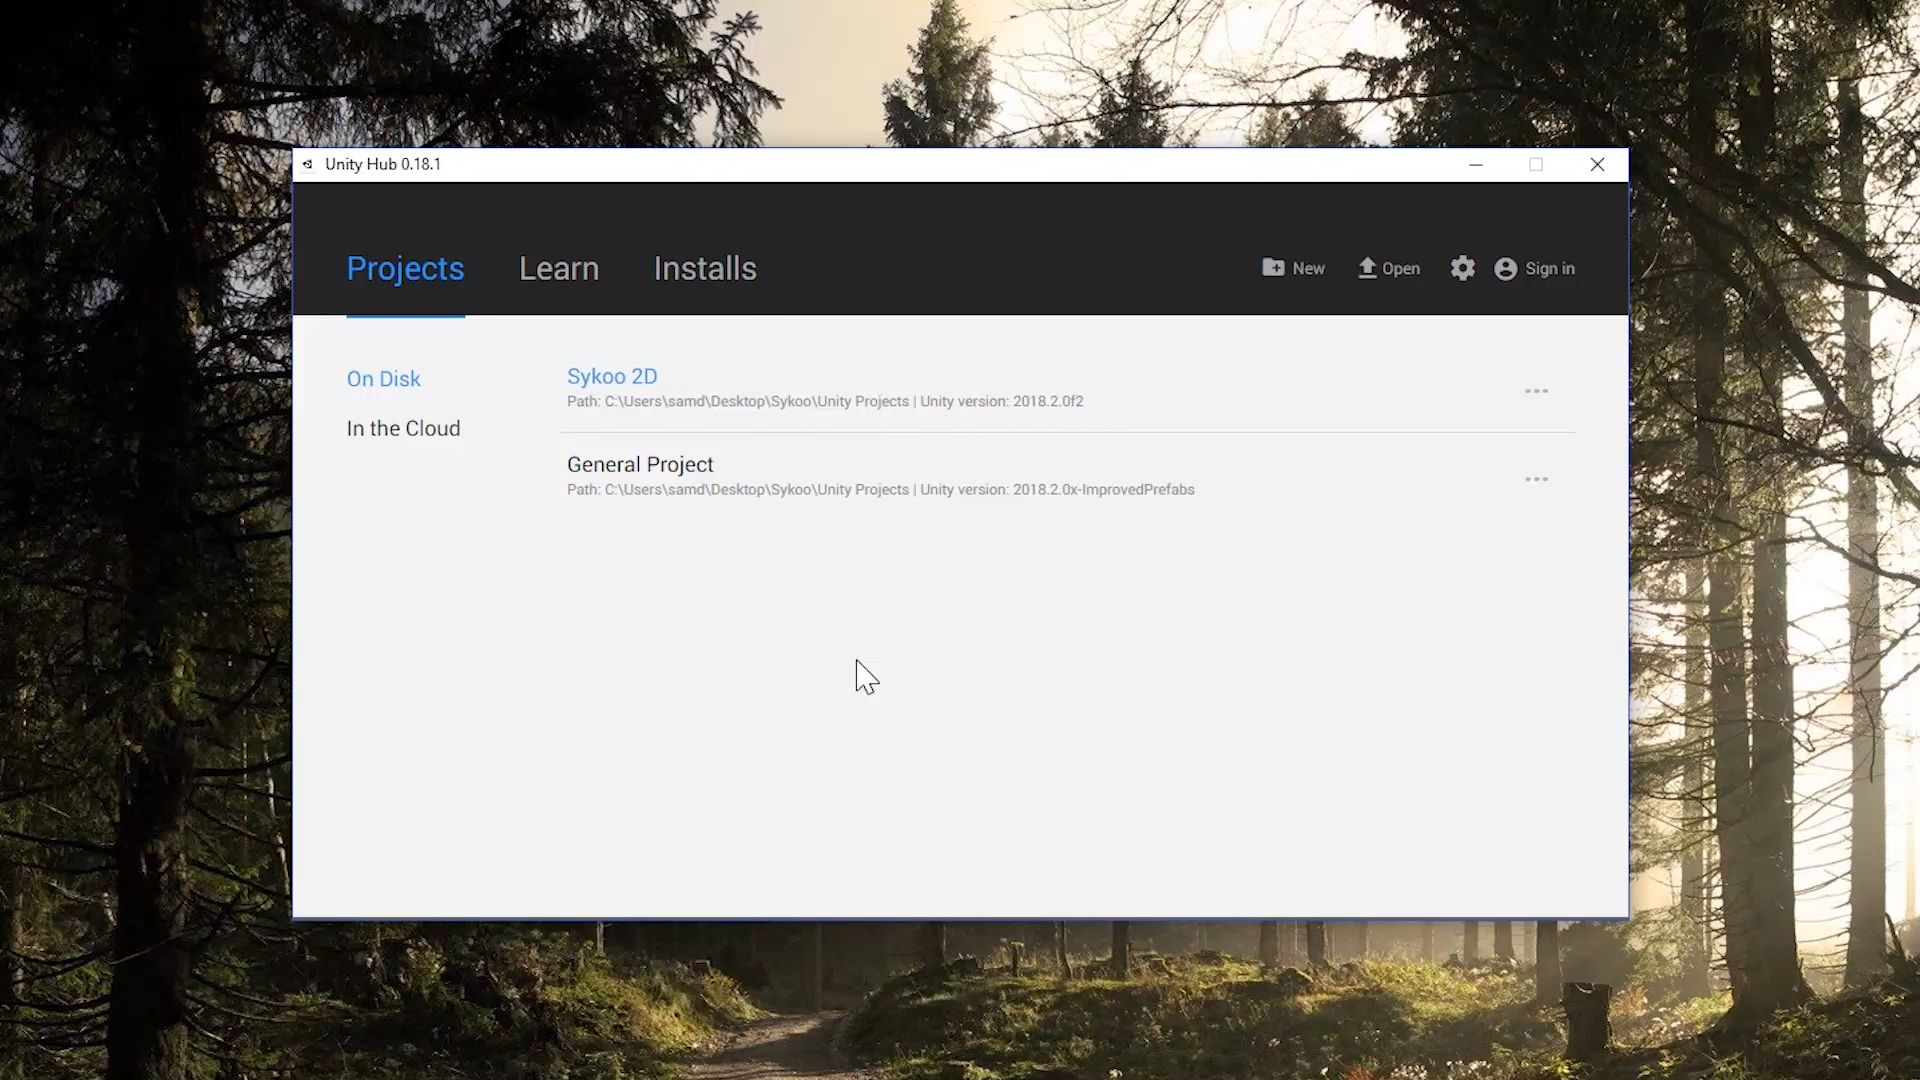 Unity Hub 0.18.1
Projects Learn Installs New Open Sign in
On Disk
In the Cloud
Sykoo 2D
Path: C:\Users\samd\Desktop\Sykoo\Unity Projects | Unity version: 2018.2.0f2
General Project
Path: C:\Users\samd\Desktop\Sykoo\Unity Projects | Unity version: 2018.2.0x-ImprovedPrefabs